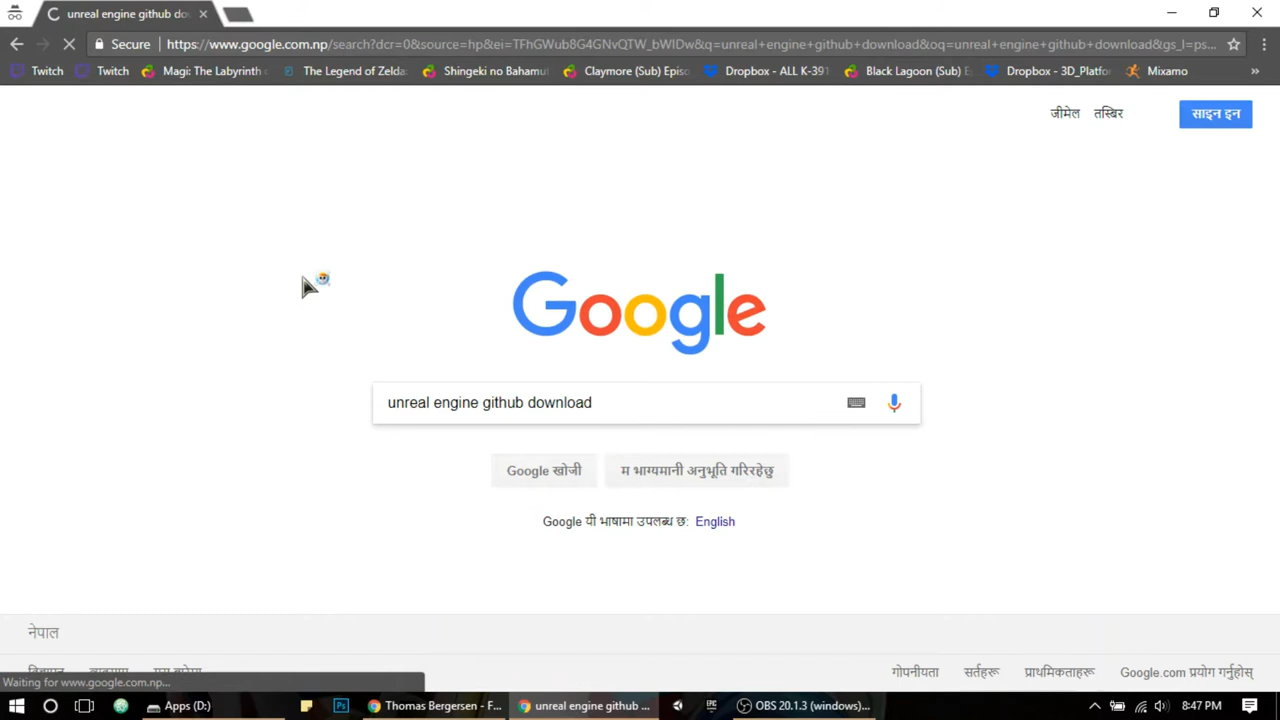 unreal engine github do
Secure https://www.google.com.np/search?dcr=0&source=hp&ei=TFhGWub8G4GNvQTW_bWIDw&q=unreal+engine+github+download&oq=unreal+engine+github+download&gs_l=ps...
Twitch Twitch Magi: The Labyrinth The Legend of Zelda Shingeki no Bahamut Claymore (Sub) Episo Dropbox - ALL K-391 Black Lagoon (Sub) E Dropbox - 3D_Platfo Mixamo »
जीमेल तस्बिर साइन इन
Google
unreal engine github download
Google खोजी म भाग्यमानी अनुभूति गरिरहेछु
Google यी भाषामा उपलब्ध छ: English
नेपाल
गोपनीयता सर्तहरू प्राथमिकताहरू Google.com प्रयोग गर्नुहोस्
Waiting for www.google.com.np...
Apps (D:) Ps Thomas Bergersen - F... unreal engine github ... EPIC OBS 20.1.3 (windows)... 8:47 PM